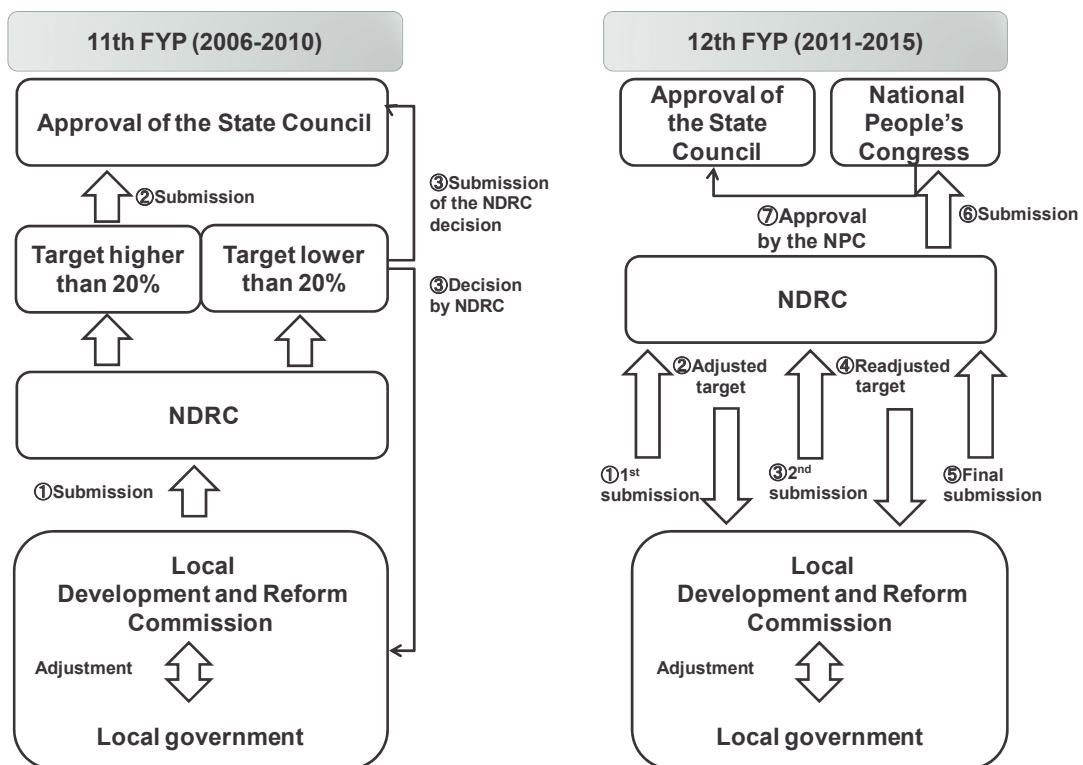 11th FYP (2006-2010)
Approval of the State Council
②Submission
③Submission
of the NDRC
decision
Target higher
than 20%
Target lower
than 20%
③Decision
by NDRC
NDRC
①Submission
Local
Development and Reform
Commission
Adjustment
Local government
12th FYP (2011-2015)
Approval of
the State
Council
National
People's
Congress
⑦Approval
by the NPC
⑥Submission
NDRC
②Adjusted
target
④Readjusted
target
①1st
submission
③2nd
submission
⑤Final
submission
Local
Development and Reform
Commission
Adjustment
Local government